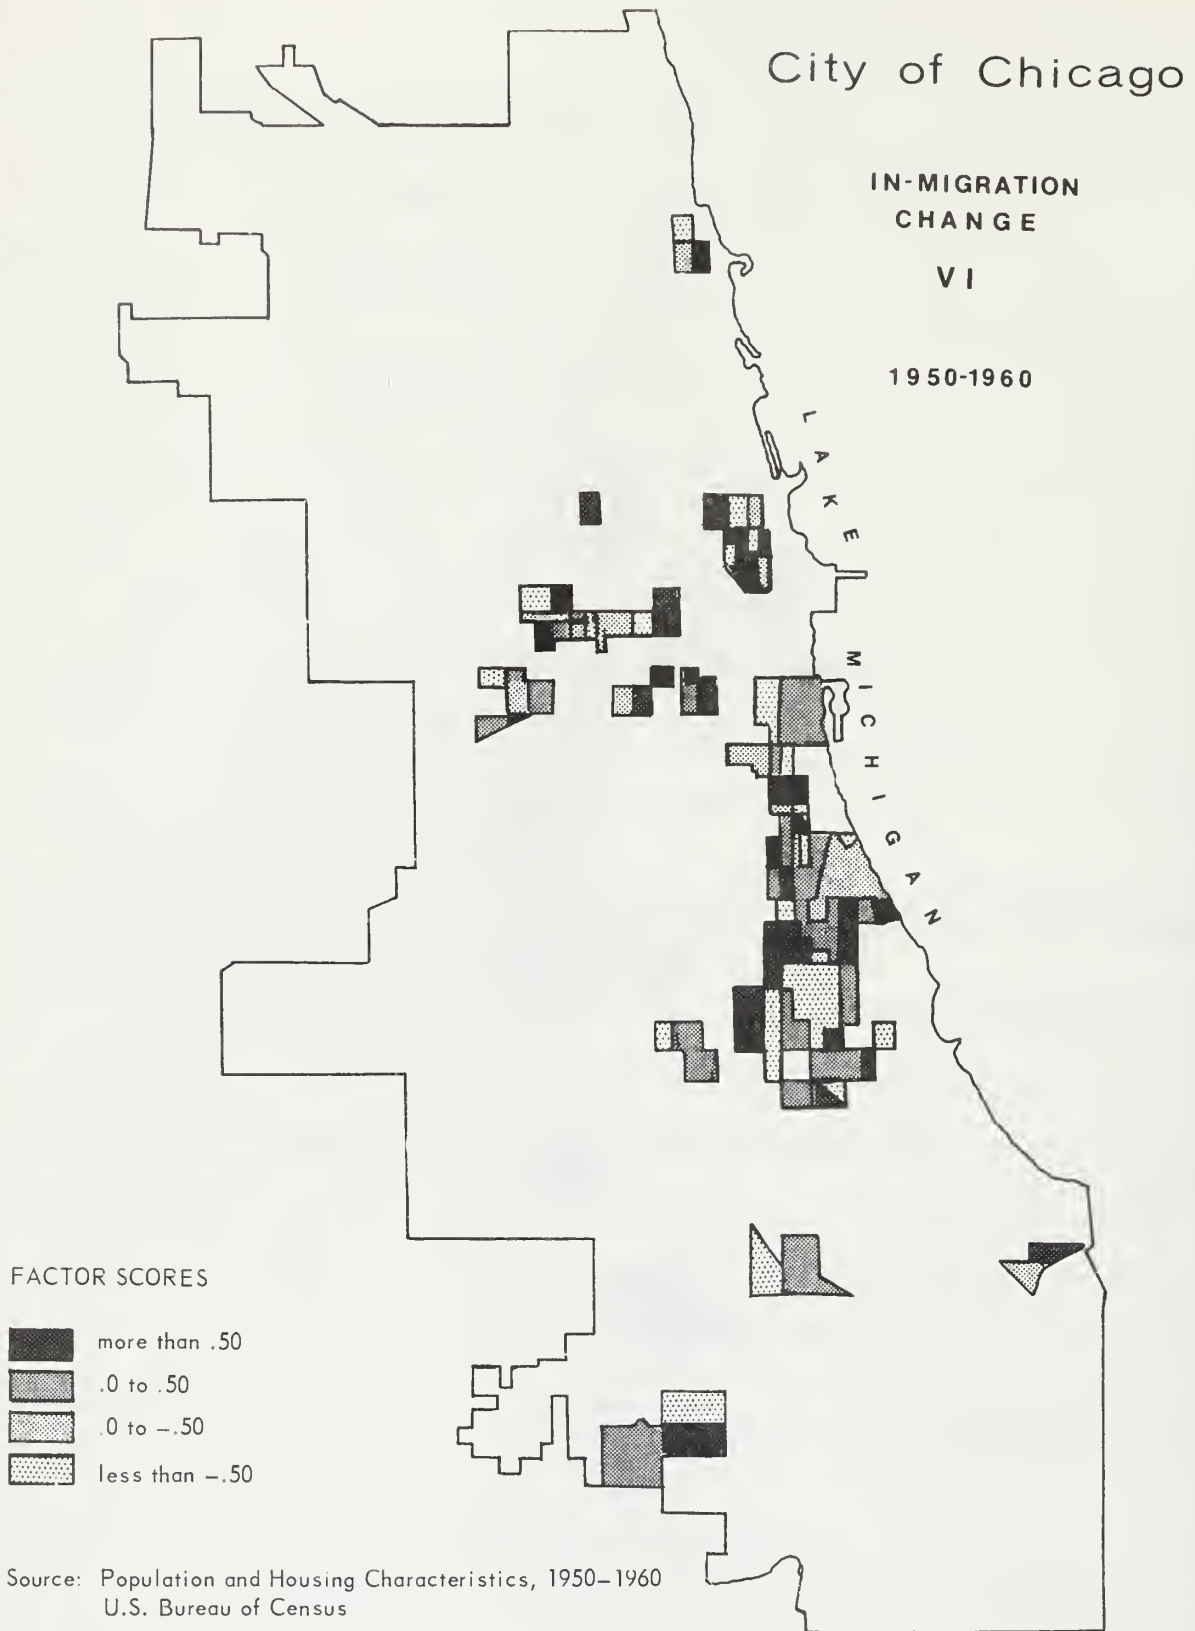 City of Chicago
IN-MIGRATION
CHANGE
VI
1950-1960
LAKE
MICHIGAN
FACTOR SCORES
more than .50
.0 to .50
.0 to –.50
less than –.50
Source: Population and Housing Characteristics, 1950–1960
U.S. Bureau of Census